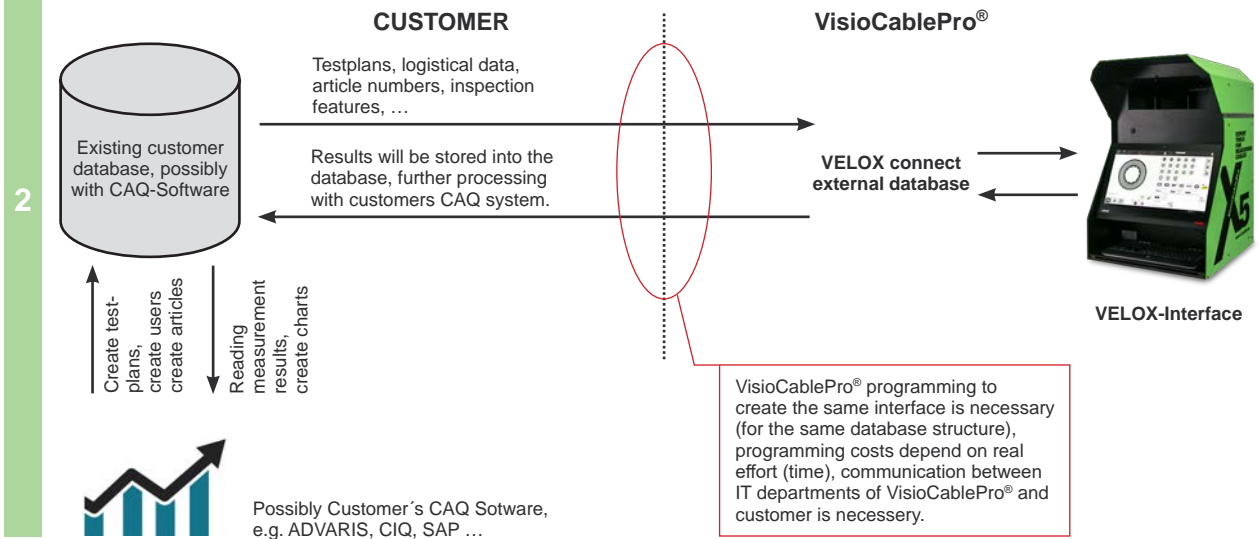 2
CUSTOMER
VisioCablePro®
Testplans, logistical data,
article numbers, inspection
features, …
Existing customer
database, possibly
with CAQ-Software
Results will be stored into the
database, further processing
with customers CAQ system.
VELOX connect
external database
X5
VELOX-Interface
Create test-
plans,
create users
create articles
Reading
measurement
results,
create charts
VisioCablePro® programming to
create the same interface is necessary
(for the same database structure),
programming costs depend on real
effort (time), communication between
IT departments of VisioCablePro® and
customer is necessery.
Possibly Customer´s CAQ Sotware,
e.g. ADVARIS, CIQ, SAP …